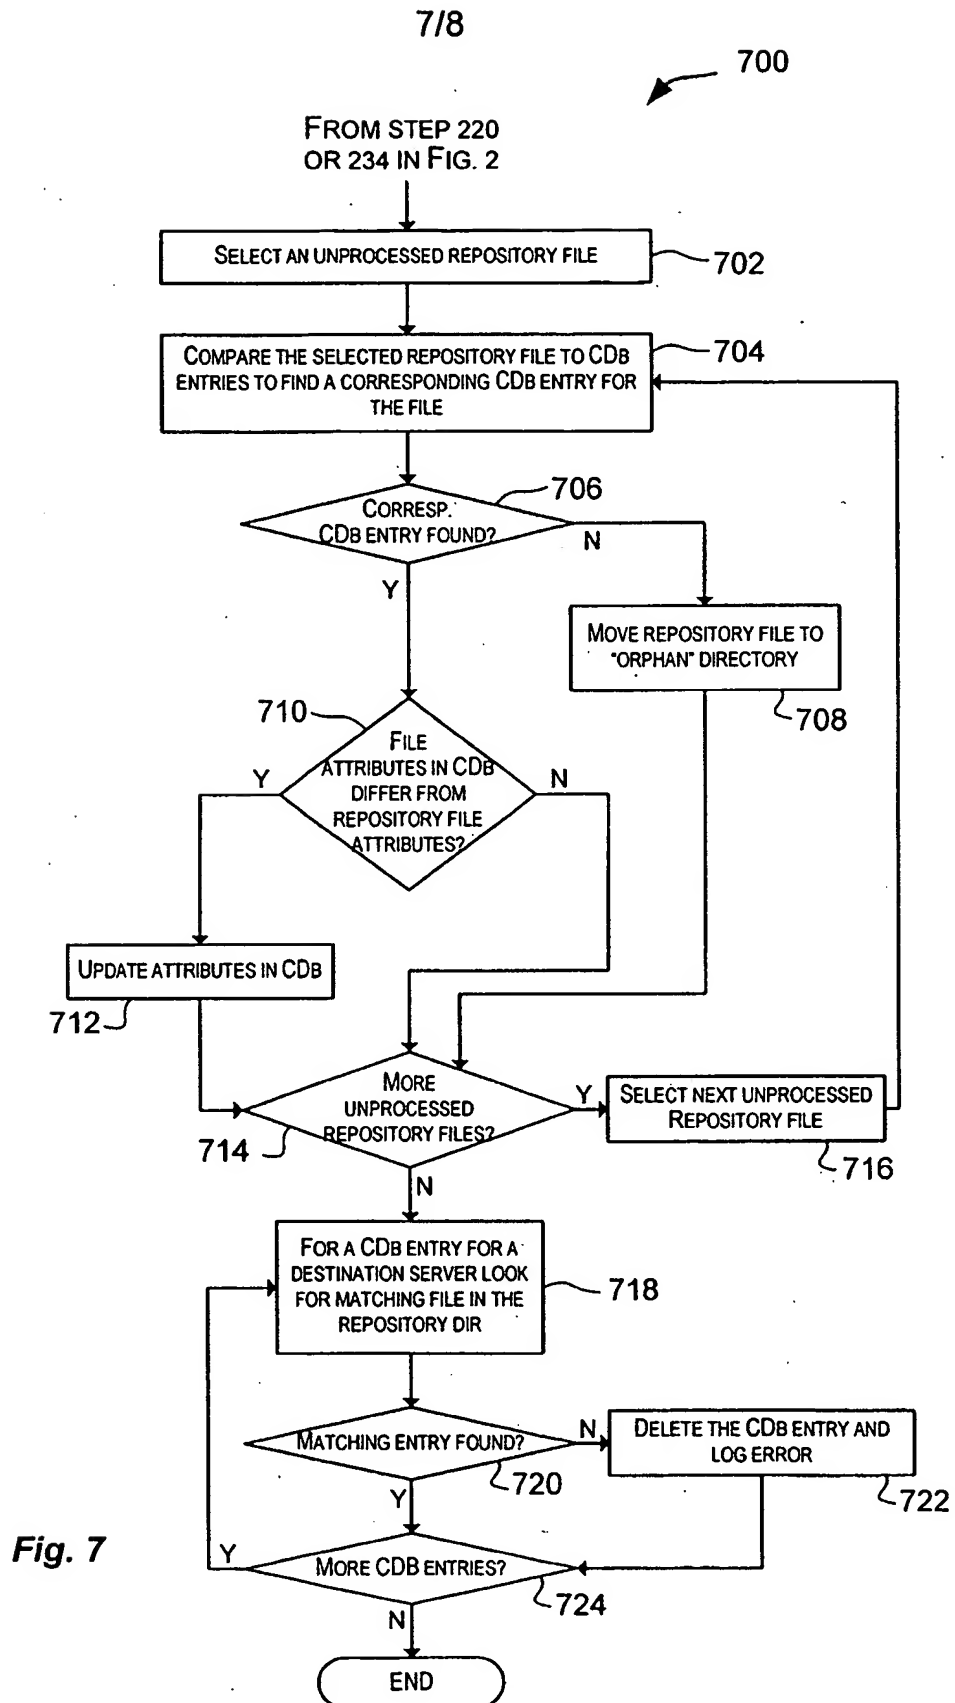 7/8
700
FROM STEP 220
OR 234 IN FIG. 2
SELECT AN UNPROCESSED REPOSITORY FILE
702
COMPARE THE SELECTED REPOSITORY FILE TO CDB
ENTRIES TO FIND A CORRESPONDING CDB ENTRY FOR
THE FILE
704
CORRESP.
CDB ENTRY FOUND?
706
N
Y
MOVE REPOSITORY FILE TO
"ORPHAN" DIRECTORY
708
710
FILE
ATTRIBUTES IN CDB
DIFFER FROM
REPOSITORY FILE
ATTRIBUTES?
Y
N
UPDATE ATTRIBUTES IN CDB
712
MORE
UNPROCESSED
REPOSITORY FILES?
714
Y
SELECT NEXT UNPROCESSED
REPOSITORY FILE
716
N
FOR A CDB ENTRY FOR A
DESTINATION SERVER LOOK
FOR MATCHING FILE IN THE
REPOSITORY DIR
718
MATCHING ENTRY FOUND?
720
N
DELETE THE CDB ENTRY AND
LOG ERROR
722
Y
Fig. 7
MORE CDB ENTRIES?
724
Y
N
END